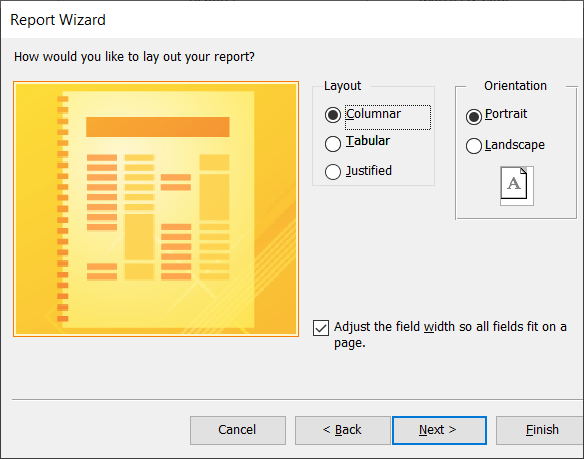 Report Wizard
How would you like to lay out your report?
Layout
Columnar
Tabular
Justified
Orientation
Portrait
Landscape
A
Adjust the field width so all fields fit on a
page.
Cancel
< Back
Next >
Finish